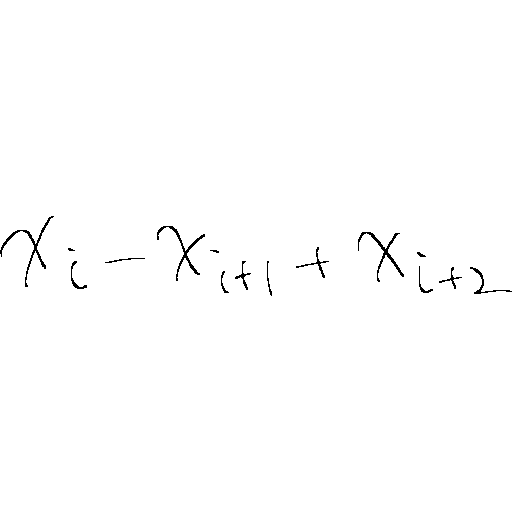 x_i - x_{i+1} + x_{i+2}